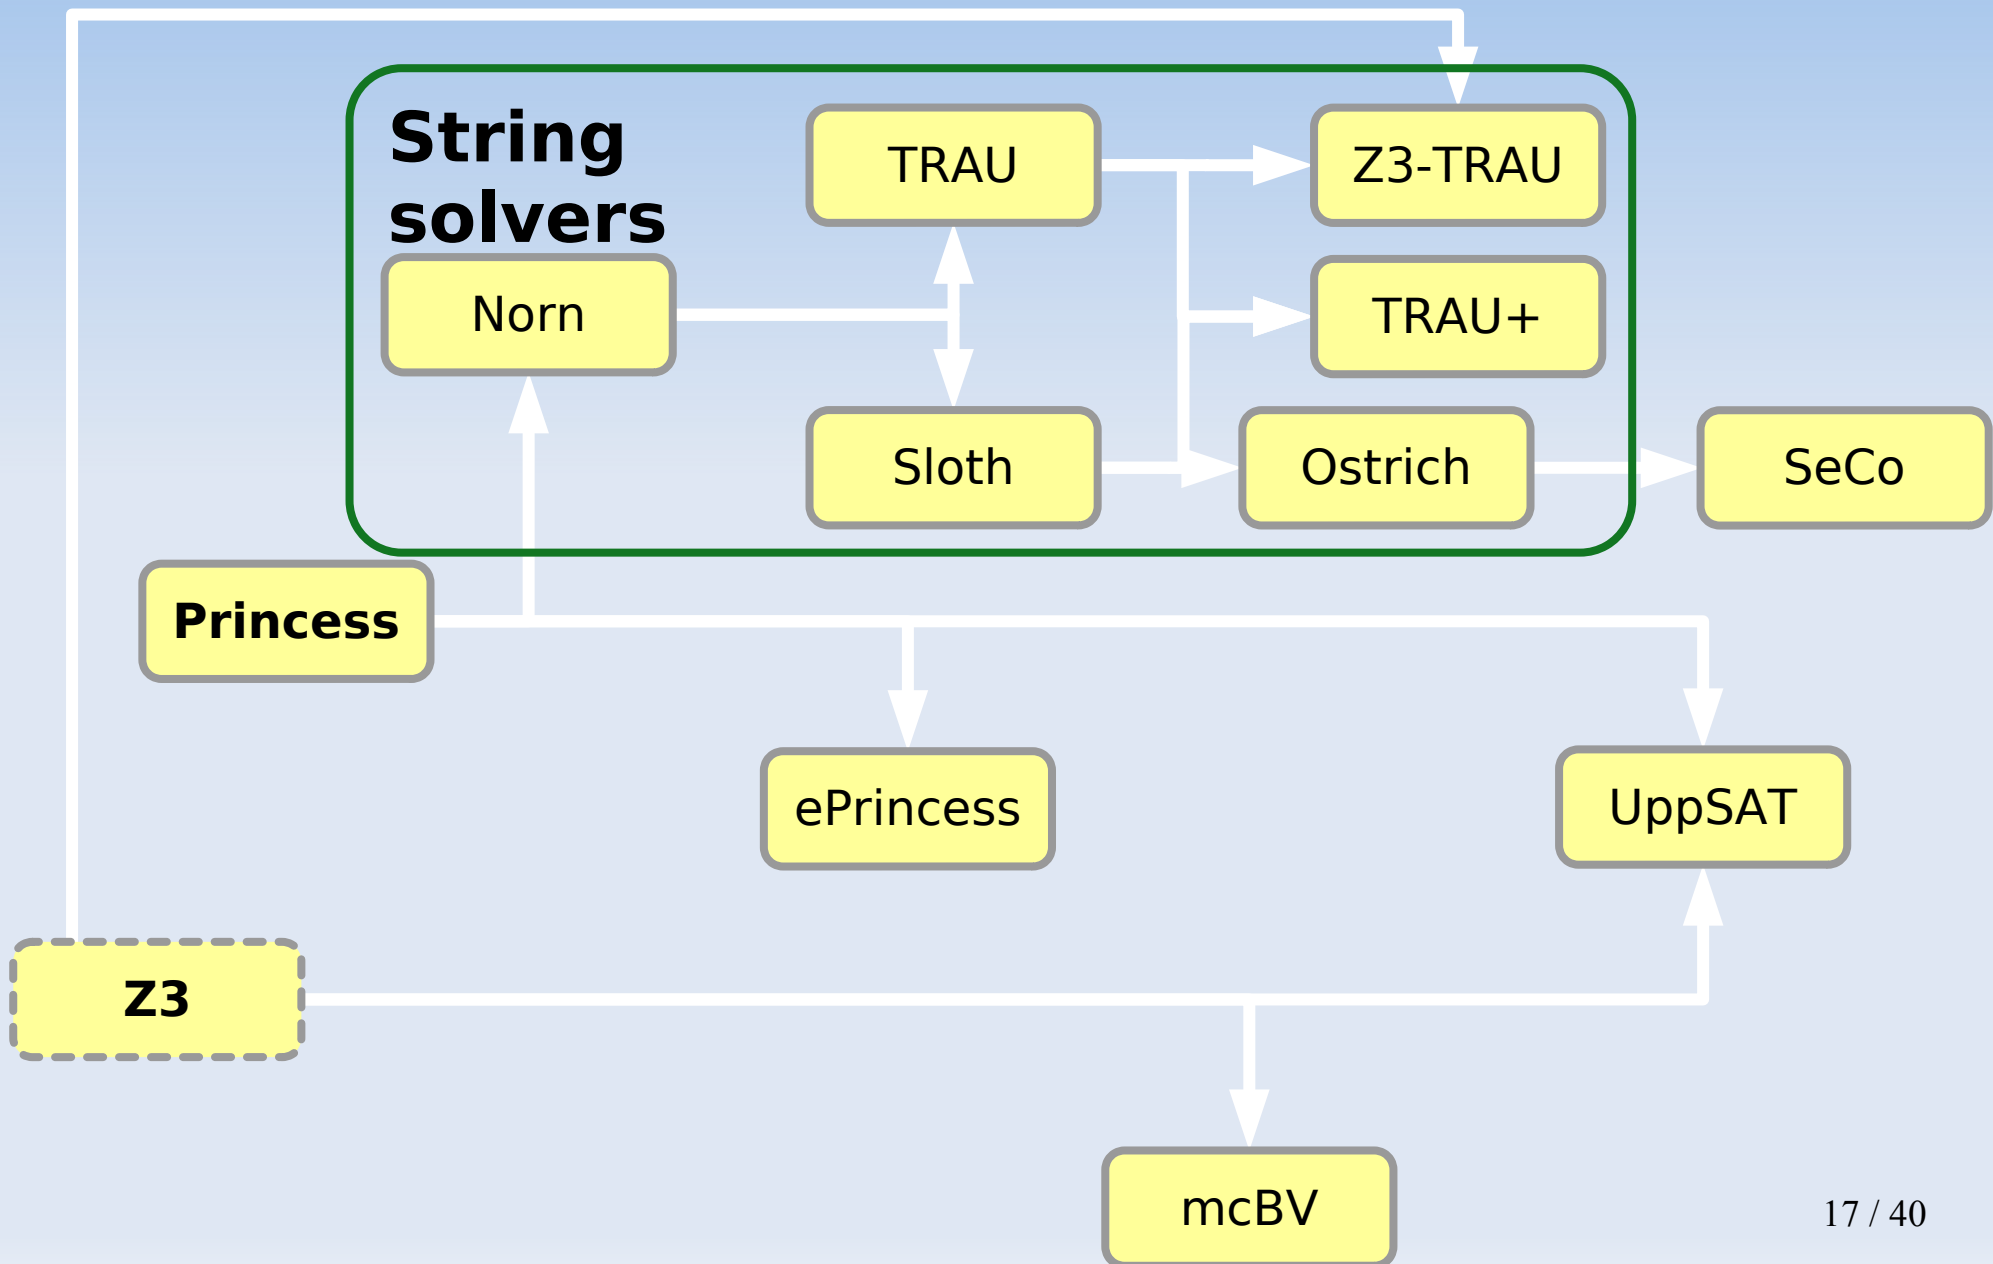 String
solvers
TRAU
Z3-TRAU
Norn
TRAU+
Sloth
Ostrich
SeCo
Princess
ePrincess
UppSAT
Z3
mcBV
17 / 40